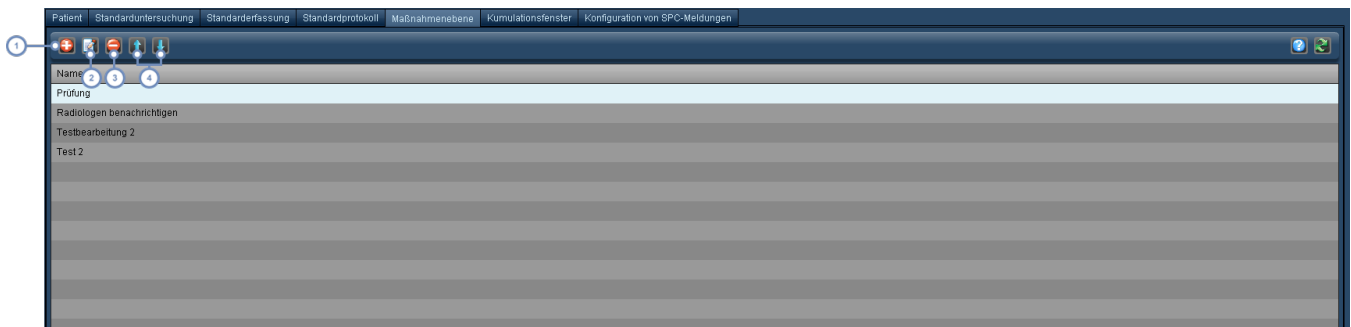 Patient Standarduntersuchung Standarderfassung Standardprotokoll Maßnahmenebene Kumulationsfenster Konfiguration von SPC-Meldungen
1
2 3 4
Name
Prüfung
Radiologen benachrichtigen
Testbearbeitung 2
Test 2